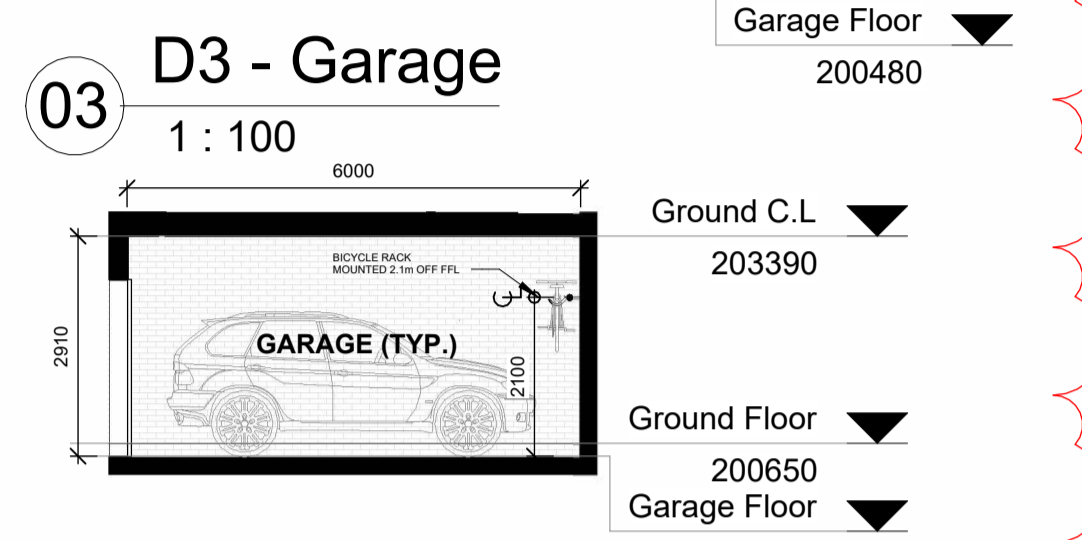 Garage Floor
200480
03
D3 - Garage
1 : 100
6000
Ground C.L
203390
BICYCLE RACK
MOUNTED 2.1m OFF FFL
2910
GARAGE (TYP.)
2100
Ground Floor
200650
Garage Floor